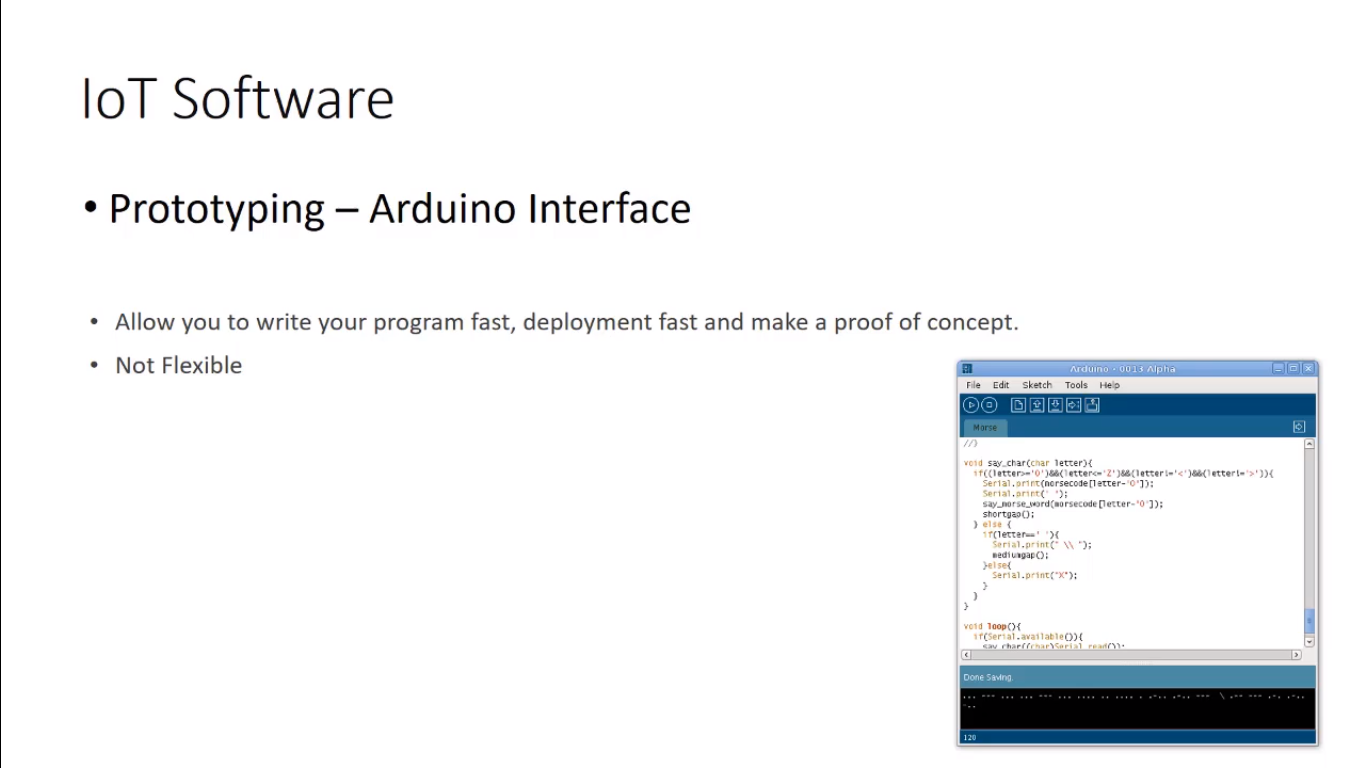 IoT Software
• Prototyping – Arduino Interface
• Allow you to write your program fast, deployment fast and make a proof of concept.
• Not Flexible
Arduino - 0013 Alpha
File Edit Sketch Tools Help
Morse
//)
void say_char(char letter){
if((letter>='0')&&(letter<='Z')&&(letter!='<')&&(letter!='>')){
Serial.print(morsecode[letter-'0']);
Serial.print(' ');
say_morse_word(morsecode[letter-'0']);
shortgap();
} else {
if(letter==' '){
Serial.print(" \\ ");
mediumgap();
}else{
Serial.print("X");
}
}
}
void loop(){
if(Serial.available()){
say_char((char)Serial.read());
Done Saving.
120